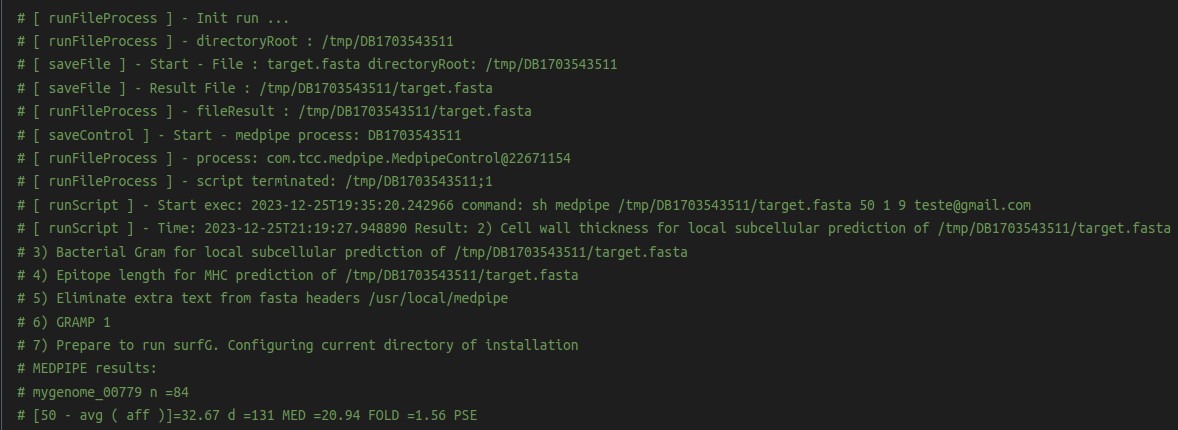 # [ runFileProcess ] - Init run ...
# [ runFileProcess ] - directoryRoot : /tmp/DB1703543511
# [ saveFile ] - Start - File : target.fasta directoryRoot: /tmp/DB1703543511
# [ saveFile ] - Result File : /tmp/DB1703543511/target.fasta
# [ runFileProcess ] - fileResult : /tmp/DB1703543511/target.fasta
# [ saveControl ] - Start - medpipe process: DB1703543511
# [ runFileProcess ] - process: com.tcc.medpipe.MedpipeControl@22671154
# [ runFileProcess ] - script terminated: /tmp/DB1703543511;1
# [ runScript ] - Start exec: 2023-12-25T19:35:20.242966 command: sh medpipe /tmp/DB1703543511/target.fasta 50 1 9 teste@gmail.com
# [ runScript ] - Time: 2023-12-25T21:19:27.948890 Result: 2) Cell wall thickness for local subcellular prediction of /tmp/DB1703543511/target.fasta
# 3) Bacterial Gram for local subcellular prediction of /tmp/DB1703543511/target.fasta
# 4) Epitope length for MHC prediction of /tmp/DB1703543511/target.fasta
# 5) Eliminate extra text from fasta headers /usr/local/medpipe
# 6) GRAMP 1
# 7) Prepare to run surfG. Configuring current directory of installation
# MEDPIPE results:
# mygenome_00779 n =84
# [50 - avg ( aff )]=32.67 d =131 MED =20.94 FOLD =1.56 PSE